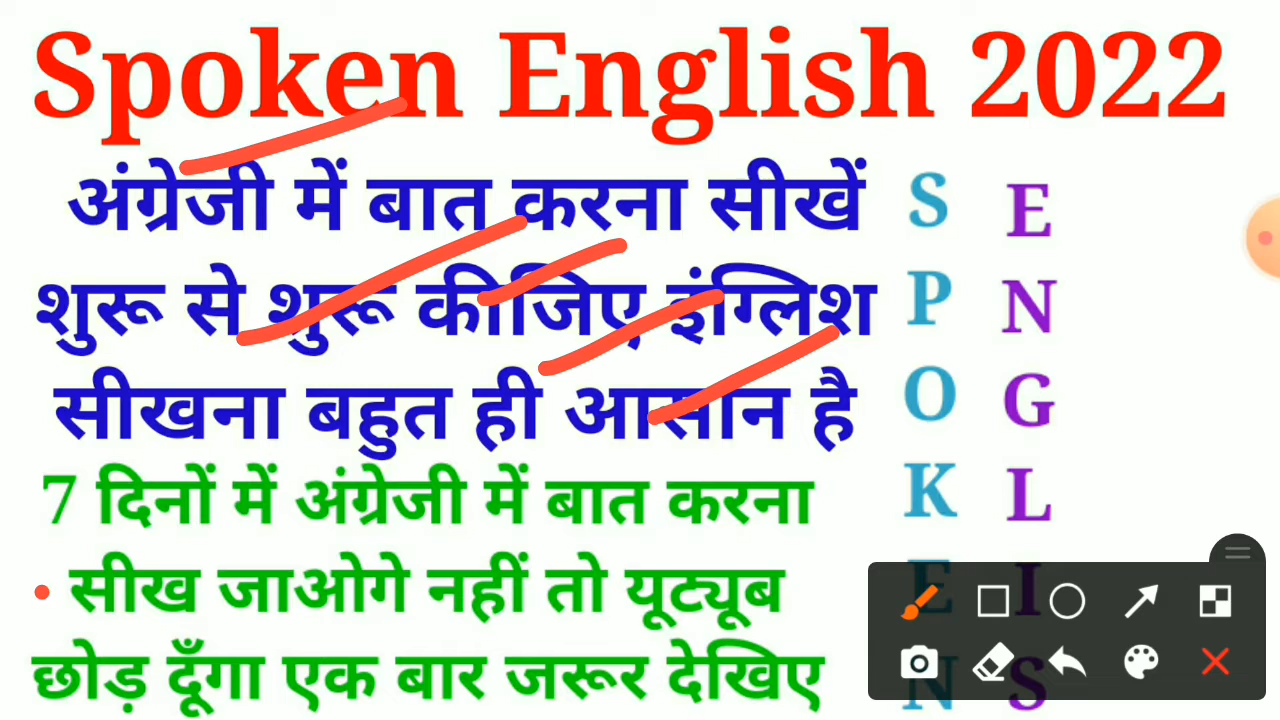 Spoken English 2022
अंग्रेजी में बात करना सीखें
शुरू से शुरू कीजिए इंग्लिश
सीखना बहुत ही आसान है
7 दिनों में अंग्रेजी में बात करना
सीख जाओगे नहीं तो यूट्यूब
छोड़ दूँगा एक बार जरूर देखिए
S
P
O
K
E
N
E
N
G
L
I
S